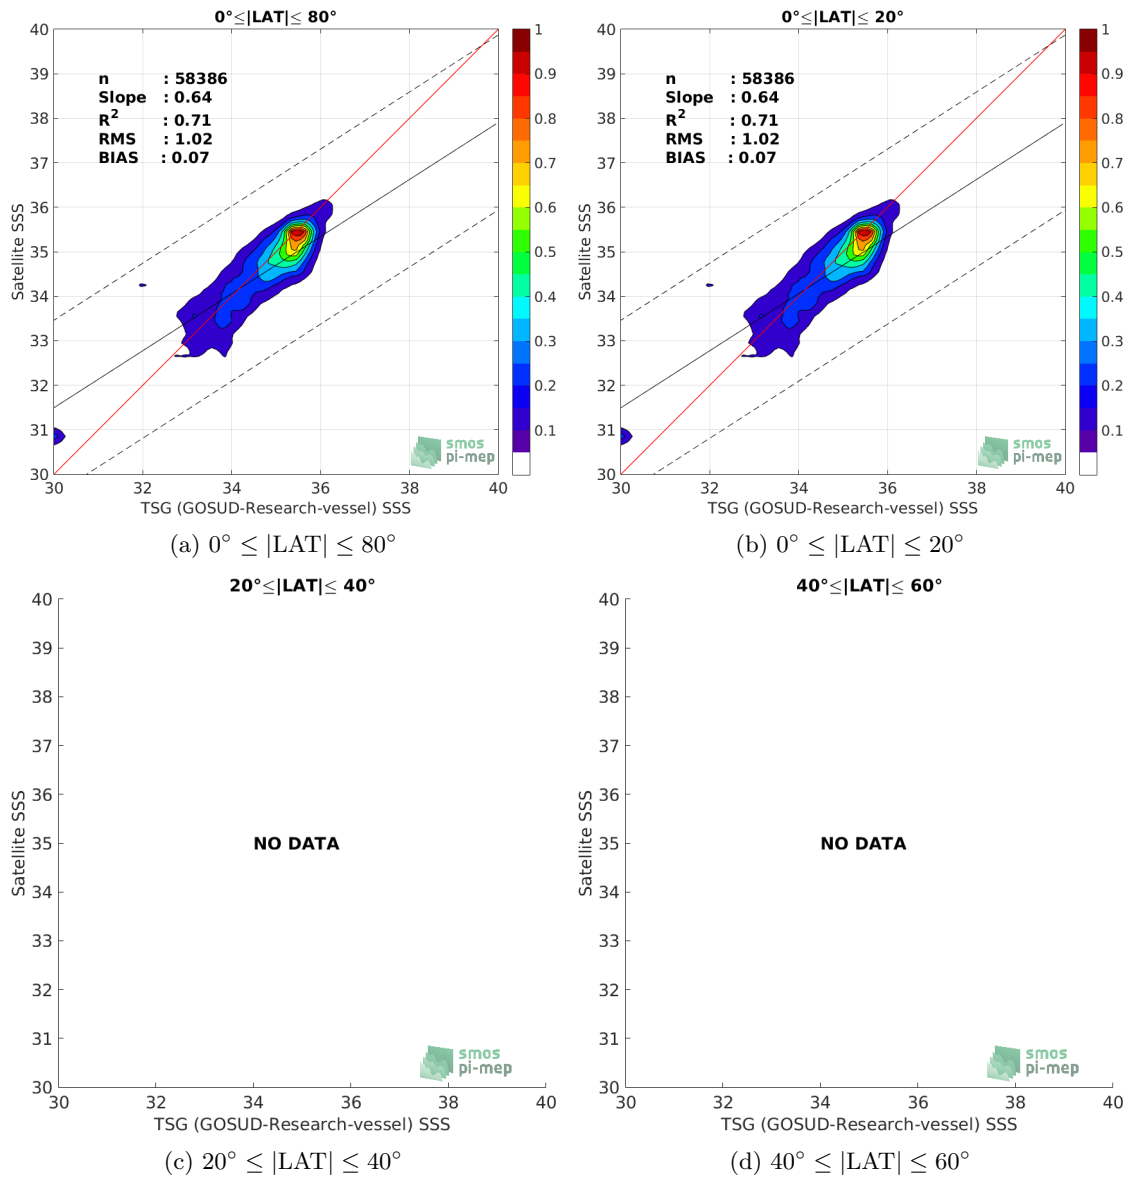 0°≤|LAT|≤ 80°
40
39
38
37
36
35
34
33
32
31
30
Satellite SSS
n : 58386
Slope : 0.64
R² : 0.71
RMS : 1.02
BIAS : 0.07
smos
pi-mep
30 32 34 36 38 40
TSG (GOSUD-Research-vessel) SSS
1
0.9
0.8
0.7
0.6
0.5
0.4
0.3
0.2
0.1
(a) 0° ≤ |LAT| ≤ 80°
0°≤|LAT|≤ 20°
40
39
38
37
36
35
34
33
32
31
30
Satellite SSS
n : 58386
Slope : 0.64
R² : 0.71
RMS : 1.02
BIAS : 0.07
smos
pi-mep
30 32 34 36 38 40
TSG (GOSUD-Research-vessel) SSS
1
0.9
0.8
0.7
0.6
0.5
0.4
0.3
0.2
0.1
(b) 0° ≤ |LAT| ≤ 20°
20°≤|LAT|≤ 40°
40
39
38
37
36
35
34
33
32
31
30
Satellite SSS
NO DATA
smos
pi-mep
30 32 34 36 38 40
TSG (GOSUD-Research-vessel) SSS
(c) 20° ≤ |LAT| ≤ 40°
40°≤|LAT|≤ 60°
40
39
38
37
36
35
34
33
32
31
30
Satellite SSS
NO DATA
smos
pi-mep
30 32 34 36 38 40
TSG (GOSUD-Research-vessel) SSS
(d) 40° ≤ |LAT| ≤ 60°